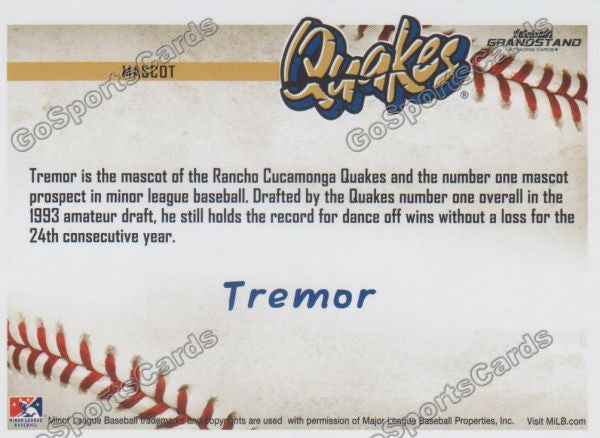 Quakes
®
GRANDSTAND
TRADING CARDS
MASCOT
Tremor is the mascot of the Rancho Cucamonga Quakes and the number one mascot
prospect in minor league baseball. Drafted by the Quakes number one overall in the
1993 amateur draft, he still holds the record for dance off wins without a loss for the
24th consecutive year.
Tremor
MINOR LEAGUE
BASEBALL
Minor League Baseball trademarks and copyrights are used with permission of Major League Baseball Properties, Inc.
Visit MiLB.com
GoSportsCards
GoSportsCards
GoSportsCards
GoSportsCards